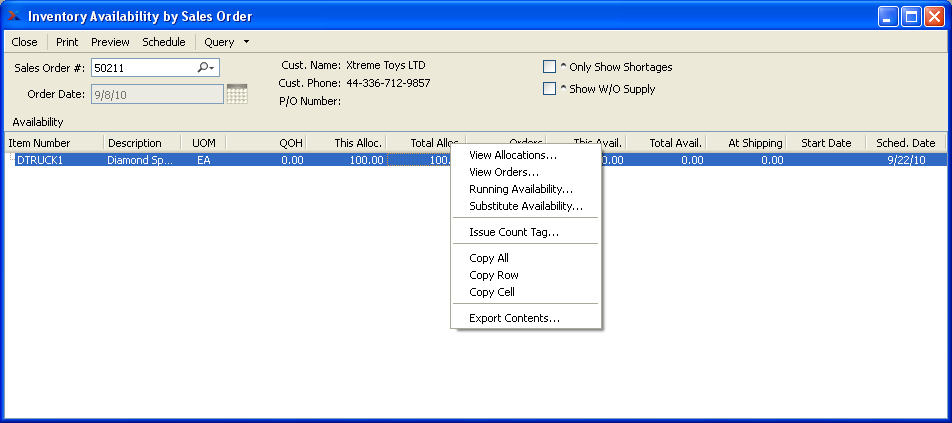 Inventory Availability by Sales Order
Close Print Preview Schedule Query
Sales Order #: 50211 Cust. Name: Xtreme Toys LTD ^ Only Show Shortages
Cust. Phone: 44-336-712-9857
Order Date: 9/8/10 ^ Show W/O Supply
P/O Number:
Availability
Item Number Description UOM QOH This Alloc. Total Alloc. Orders This Avail. Total Avail. At Shipping Start Date Sched. Date
DTRUCK1 Diamond Sp... EA 0.00 100.00 100. 0.00 0.00 0.00 9/22/10
View Allocations...
View Orders...
Running Availability...
Substitute Availability...
Issue Count Tag...
Copy All
Copy Row
Copy Cell
Export Contents...